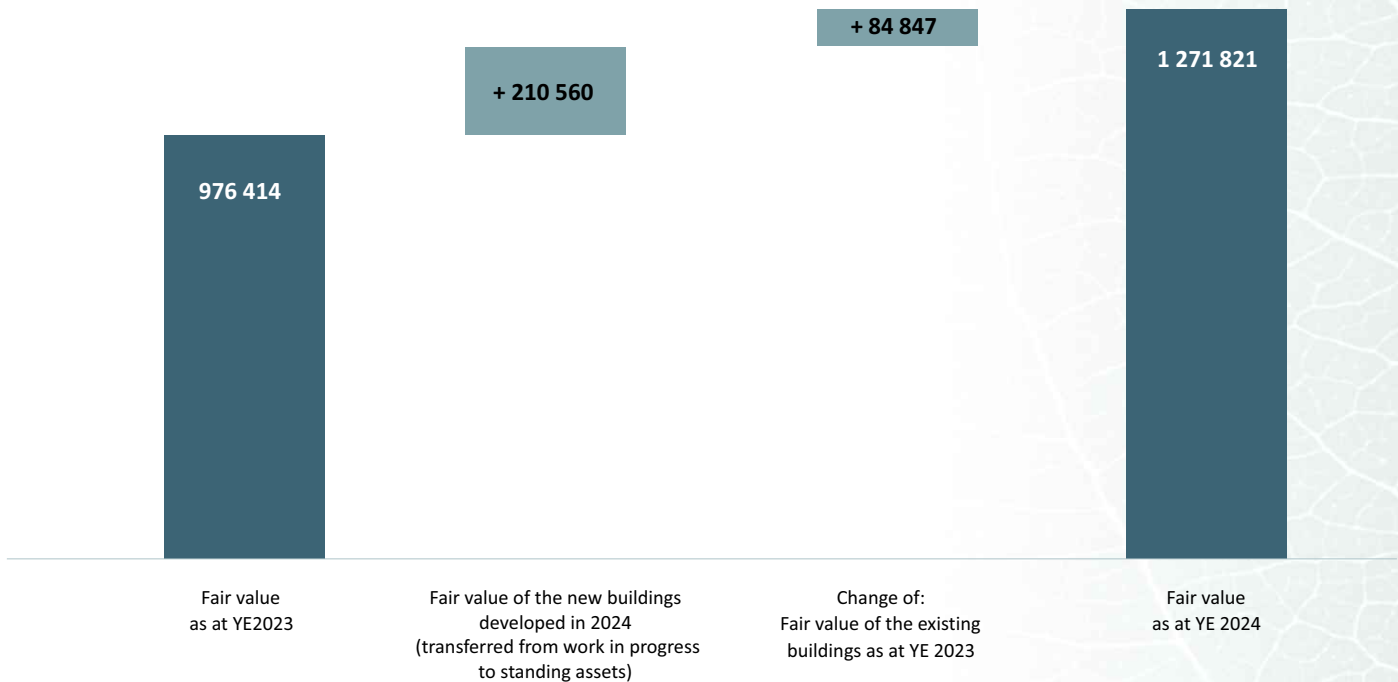 + 84 847
1 271 821
+ 210 560
976 414
Fair value
as at YE2023
Fair value of the new buildings
developed in 2024
(transferred from work in progress
to standing assets)
Change of:
Fair value of the existing
buildings as at YE 2023
Fair value
as at YE 2024